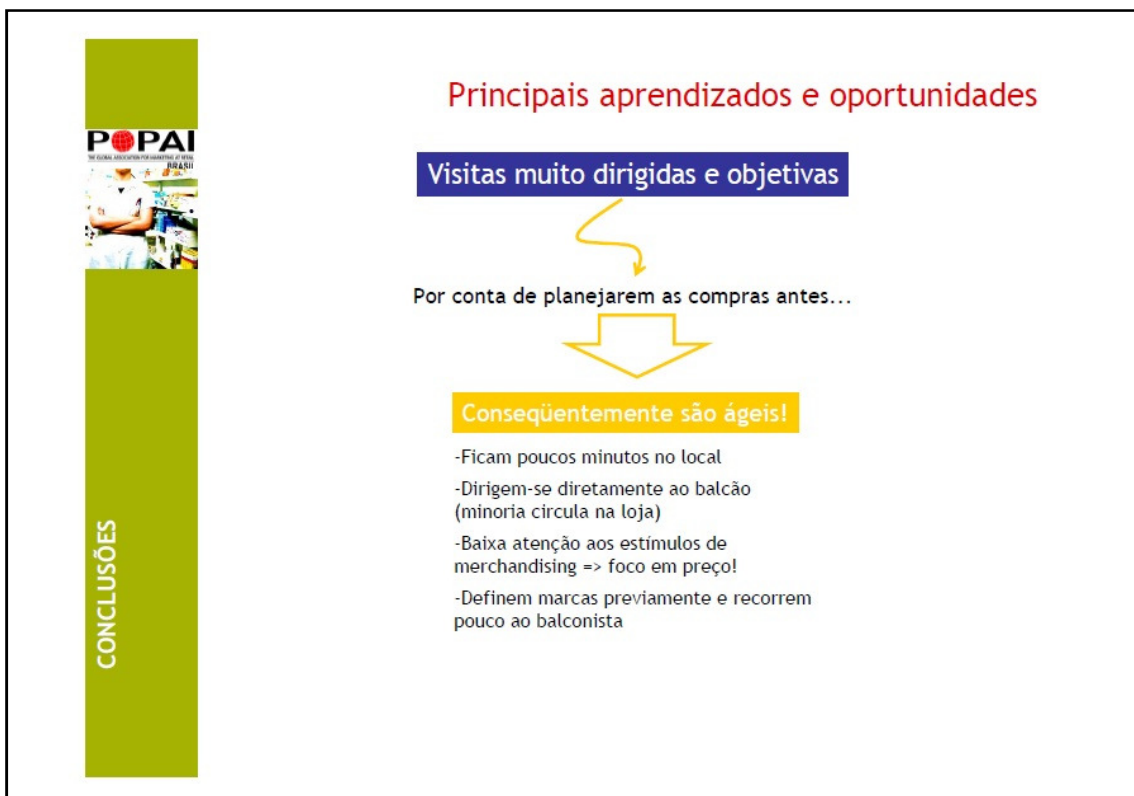 Principais aprendizados e oportunidades
POPAI
THE GLOBAL ASSOCIATION FOR MARKETING AT RETAIL
BRASIL
Visitas muito dirigidas e objetivas
Por conta de planejarem as compras antes...
Conseqüentemente são ágeis!
-Ficam poucos minutos no local
-Dirigem-se diretamente ao balcão
(minoria circula na loja)
-Baixa atenção aos estímulos de
merchandising => foco em preço!
-Definem marcas previamente e recorrem
pouco ao balconista
CONCLUSÕES